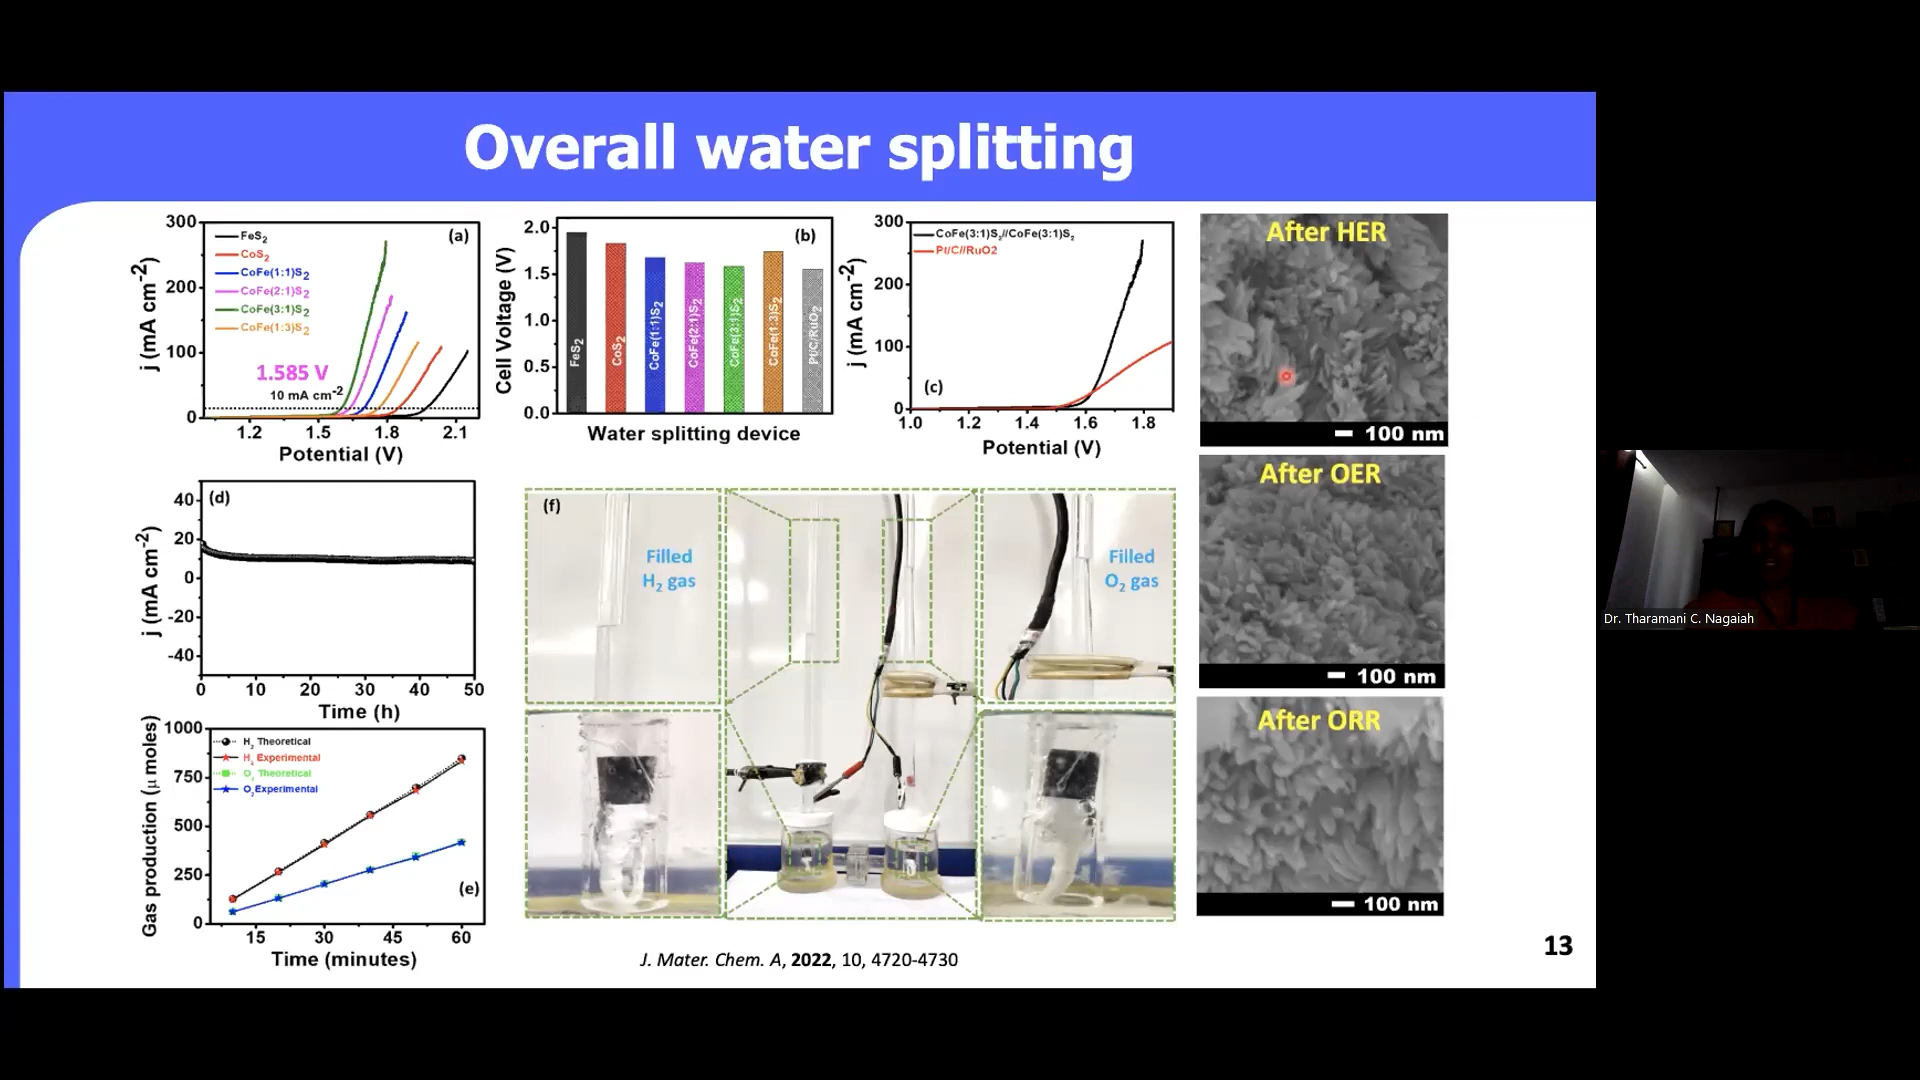 Overall water splitting
300
200
100
0
j (mA cm-2)
FeS2
CoS2
CoFe(1:1)S2
CoFe(2:1)S2
CoFe(3:1)S2
CoFe(1:3)S2
(a)
1.585 V
10 mA cm-2
1.2 1.5 1.8 2.1
Potential (V)
2.0
1.5
1.0
0.5
0.0
Cell Voltage (V)
(b)
FeS2
CoS2
CoFe(1:1)S2
CoFe(2:1)S2
CoFe(3:1)S2
CoFe(1:3)S2
Pt/C/RuO2
Water splitting device
300
200
100
0
j (mA cm-2)
CoFe(3:1)S2//CoFe(3:1)S2
Pt/C//RuO2
(c)
1.0 1.2 1.4 1.6 1.8
Potential (V)
After HER
100 nm
After OER
100 nm
After ORR
100 nm
40
20
0
-20
-40
j (mA cm-2)
(d)
0 10 20 30 40 50
Time (h)
1000
750
500
250
0
Gas production (μ moles)
H2 Theoretical
H2 Experimental
O2 Theoretical
O2 Experimental
(e)
15 30 45 60
Time (minutes)
(f)
Filled
H2 gas
Filled
O2 gas
J. Mater. Chem. A, 2022, 10, 4720-4730
13
Dr. Tharamani C. Nagaiah